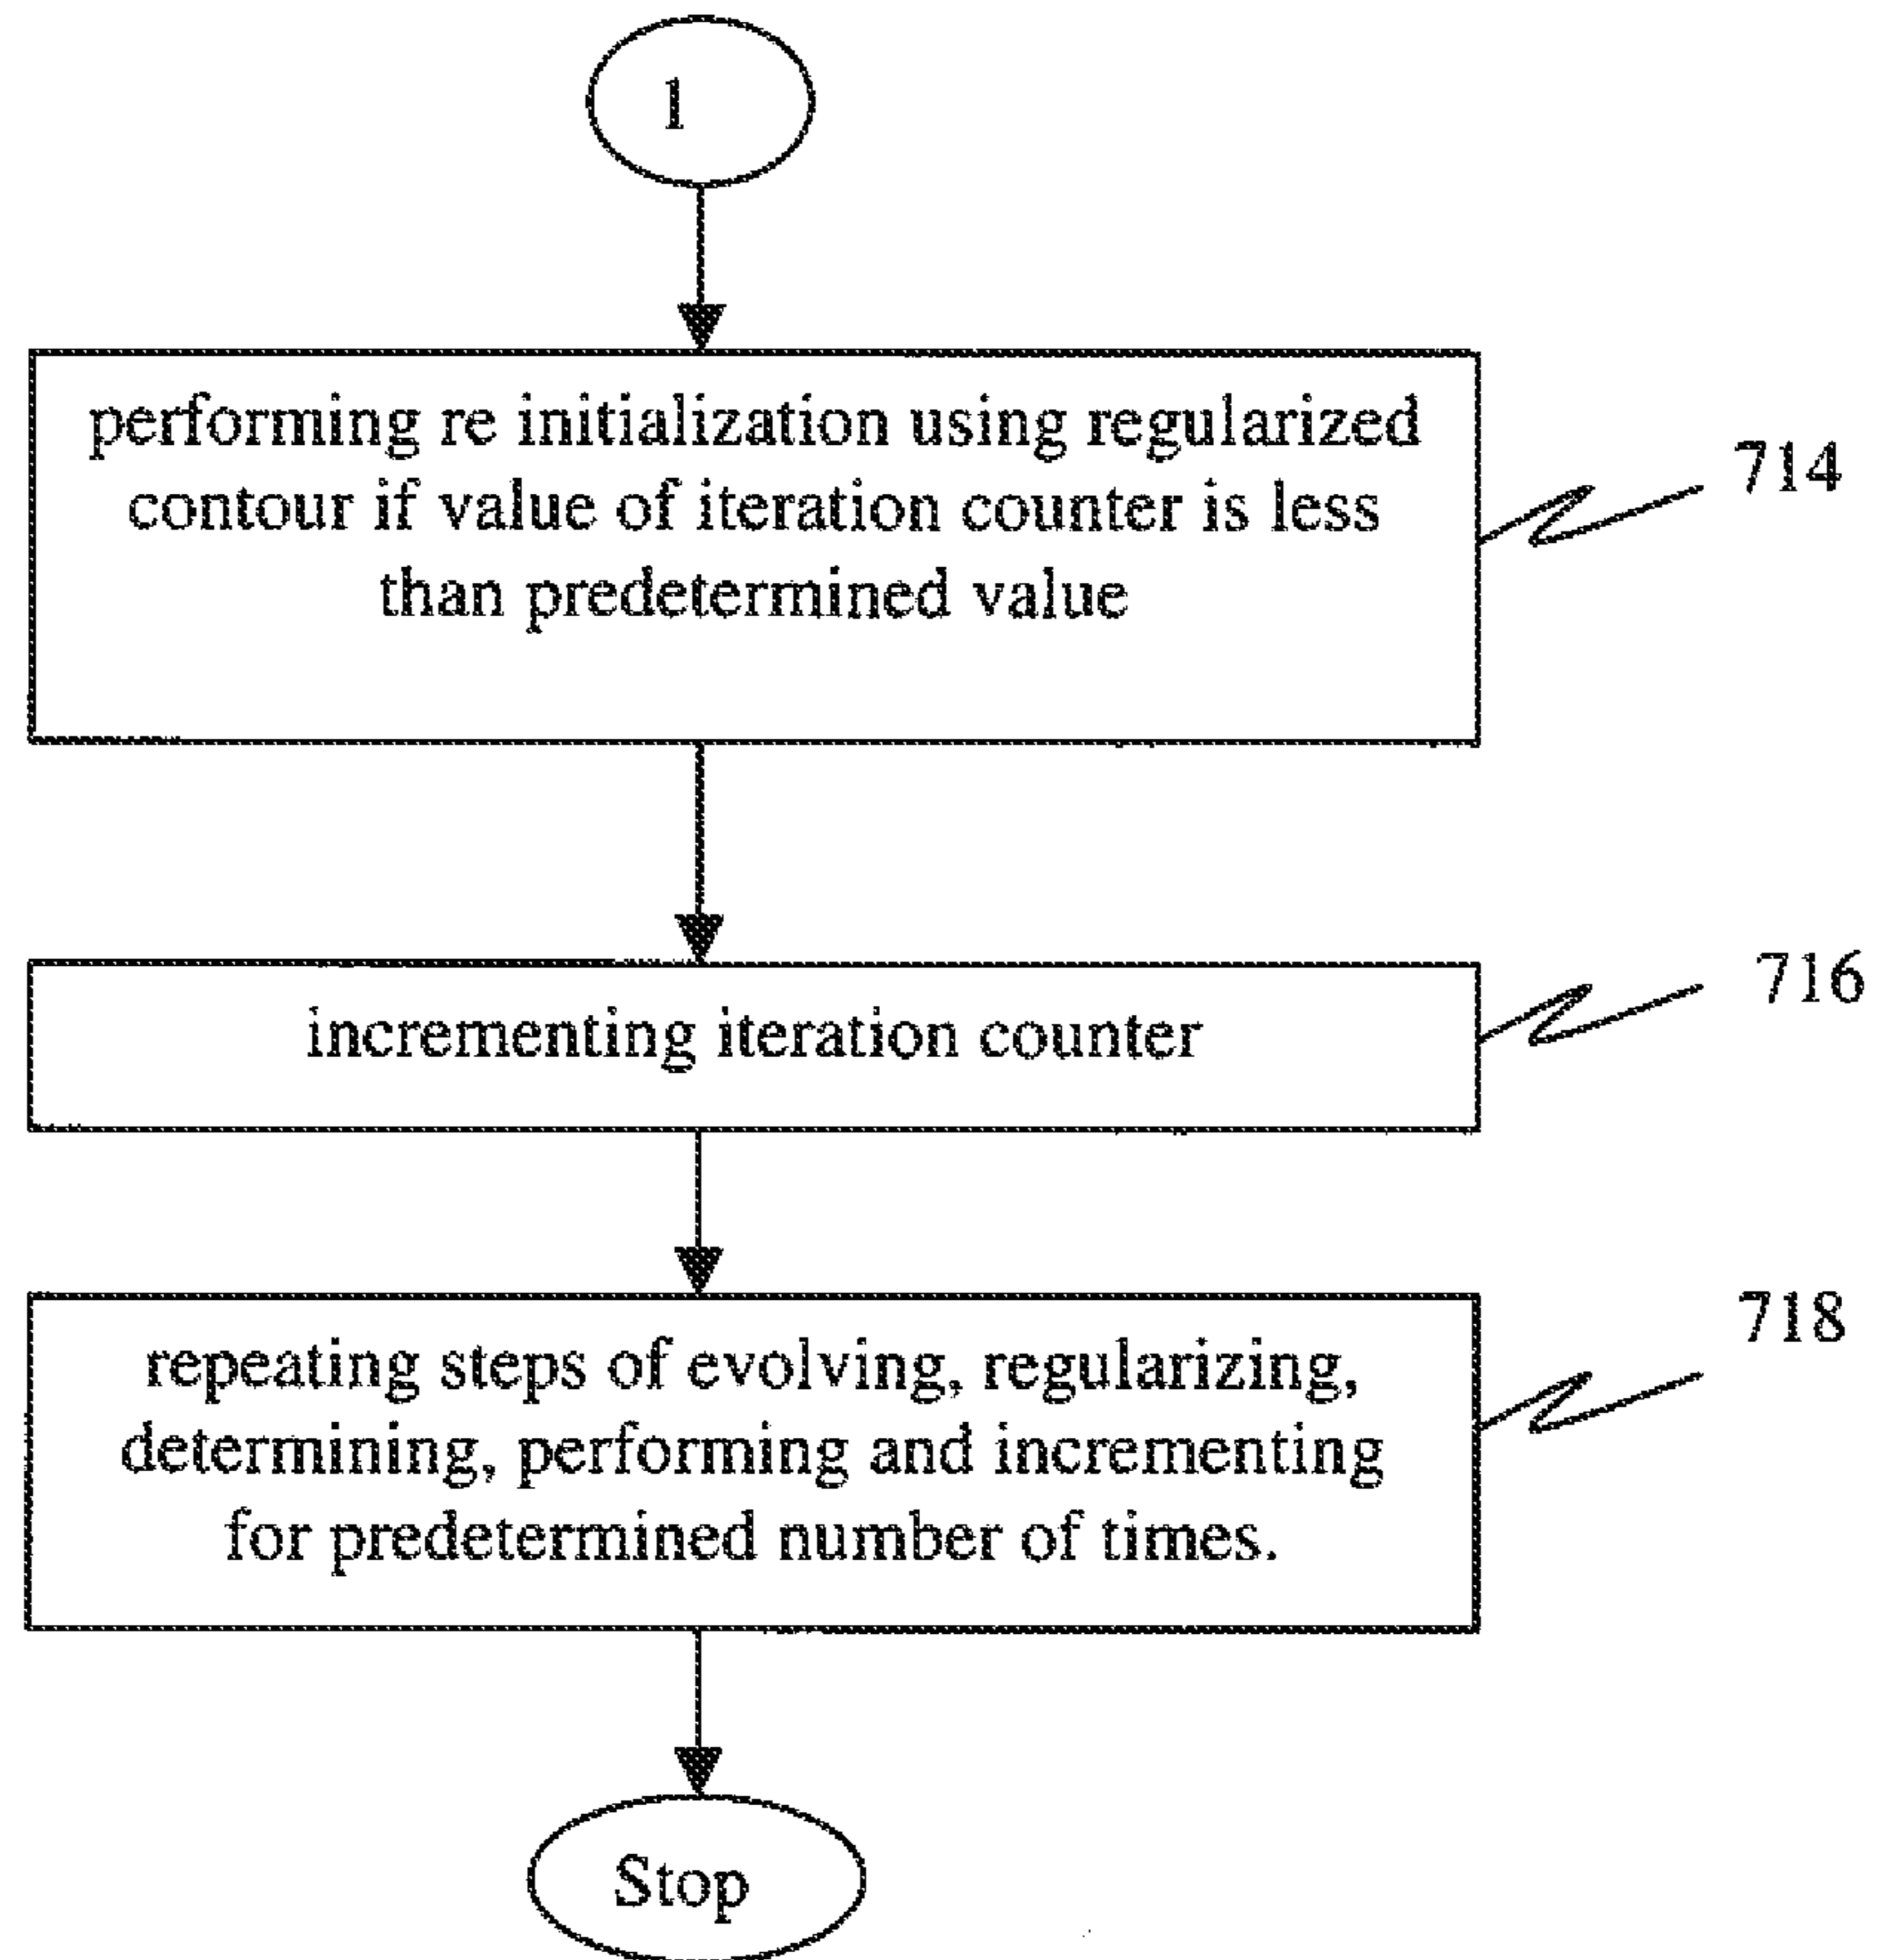 1
performing re initialization using regularized
contour if value of iteration counter is less
than predetermined value
714
incrementing iteration counter
716
repeating steps of evolving, regularizing,
determining, performing and incrementing
for predetermined number of times.
718
Stop